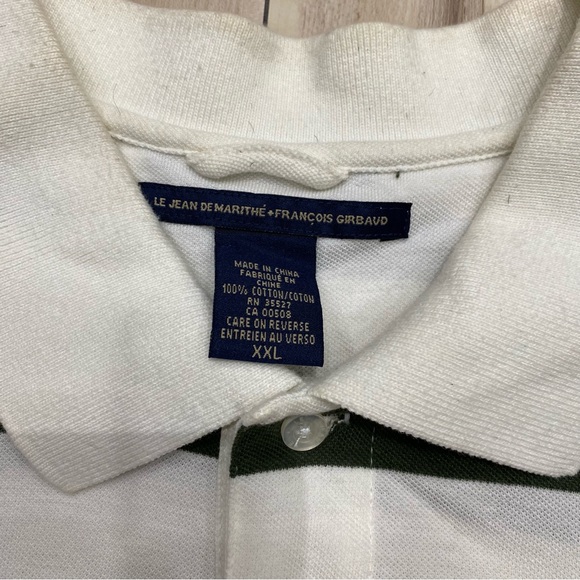 LE JEAN DE MARITHÉ + FRANÇOIS GIRBAUD
MADE IN CHINA
FABRIQUÉ EN
CHINE
100% COTTON/COTON
RN 35527
CA 00508
CARE ON REVERSE
ENTREIEN AU VERSO
XXL